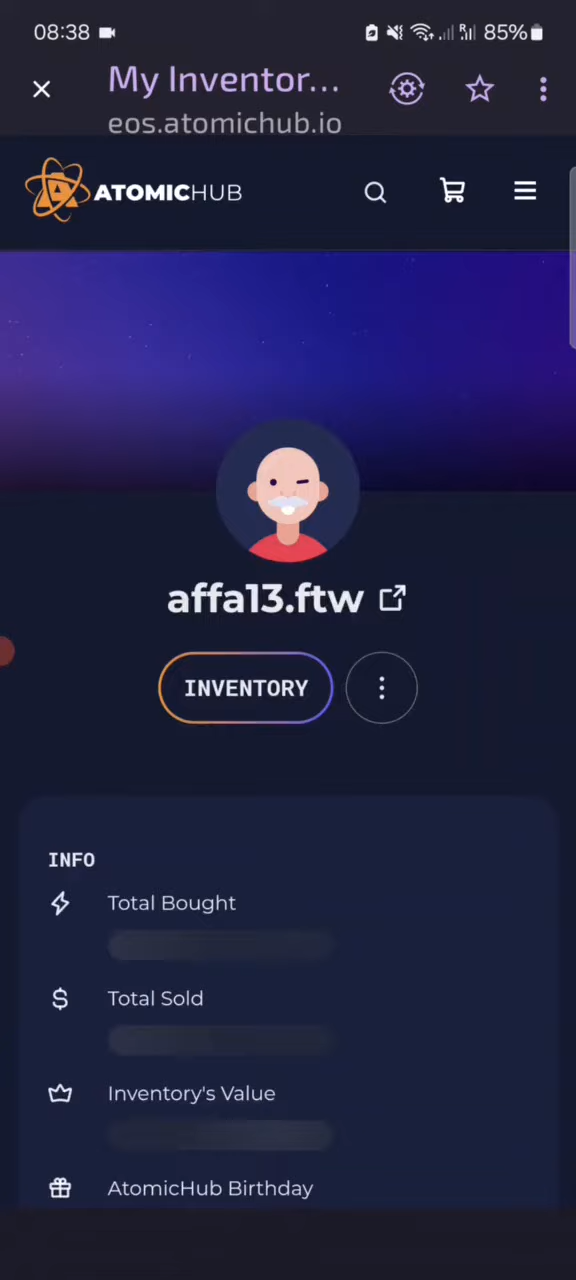 08:38
85%
My Inventor...
eos.atomichub.io
ATOMICHUB
affa13.ftw
INVENTORY
INFO
Total Bought
Total Sold
Inventory's Value
AtomicHub Birthday